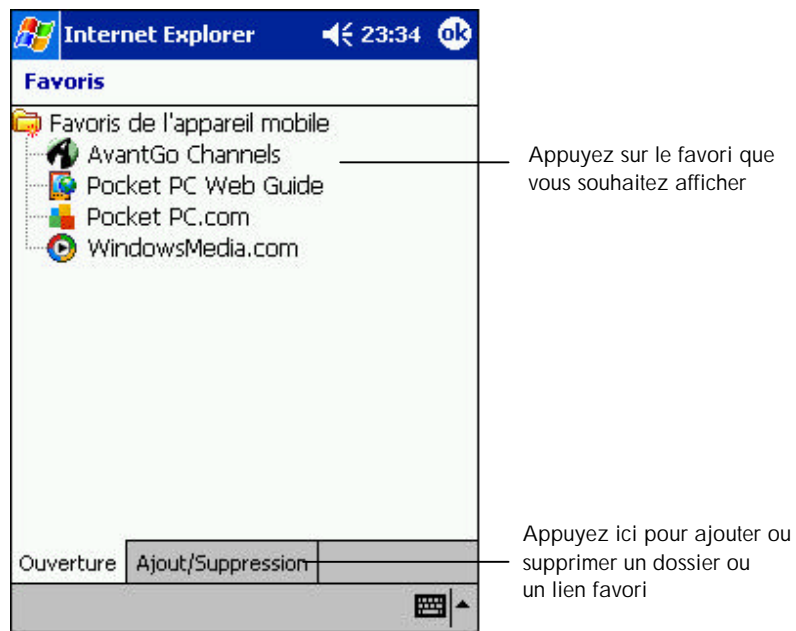 Internet Explorer 23:34 ok
Favoris
Favoris de l'appareil mobile
AvantGo Channels
Pocket PC Web Guide
Pocket PC.com
WindowsMedia.com
Appuyez sur le favori que
vous souhaitez afficher
Ouverture Ajout/Suppression
Appuyez ici pour ajouter ou
supprimer un dossier ou
un lien favori